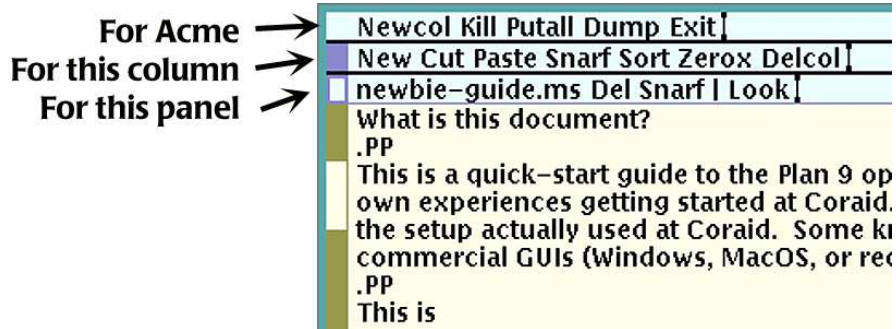 For Acme
For this column
For this panel
Newcol Kill Putall Dump Exit
New Cut Paste Snarf Sort Zerox Delcol
newbie-guide.ms Del Snarf | Look
What is this document?
.PP
This is a quick-start guide to the Plan 9 op
own experiences getting started at Coraid.
the setup actually used at Coraid. Some k
commercial GUIs (Windows, MacOS, or rec
.PP
This is